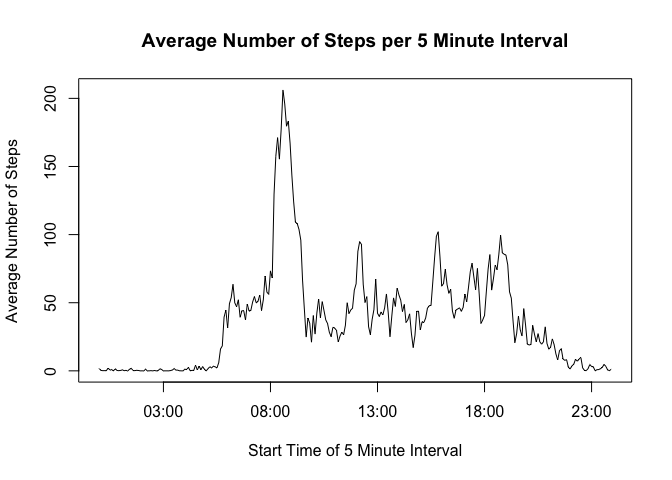 Average Number of Steps per 5 Minute Interval
Average Number of Steps
200
150
100
50
0
03:00 08:00 13:00 18:00 23:00
Start Time of 5 Minute Interval